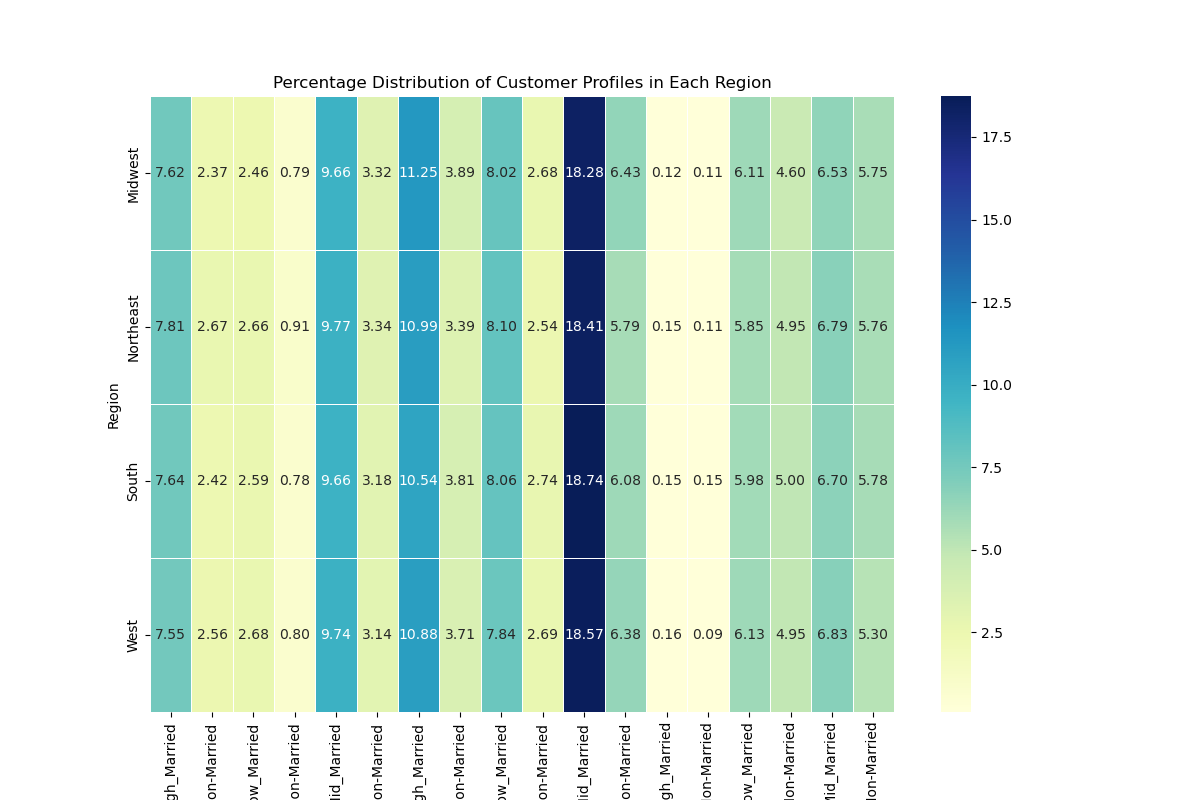 Percentage Distribution of Customer Profiles in Each Region
Midwest 7.62 2.37 2.46 0.79 9.66 3.32 11.25 3.89 8.02 2.68 18.28 6.43 0.12 0.11 6.11 4.60 6.53 5.75
Northeast 7.81 2.67 2.66 0.91 9.77 3.34 10.99 3.39 8.10 2.54 18.41 5.79 0.15 0.11 5.85 4.95 6.79 5.76
South 7.64 2.42 2.59 0.78 9.66 3.18 10.54 3.81 8.06 2.74 18.74 6.08 0.15 0.15 5.98 5.00 6.70 5.78
West 7.55 2.56 2.68 0.80 9.74 3.14 10.88 3.71 7.84 2.69 18.57 6.38 0.16 0.09 6.13 4.95 6.83 5.30
Region
gh_Married
on-Married
ow_Married
on-Married
Mid_Married
on-Married
gh_Married
on-Married
ow_Married
on-Married
Mid_Married
on-Married
gh_Married
on-Married
ow_Married
Non-Married
Mid_Married
Non-Married
17.5
15.0
12.5
10.0
7.5
5.0
2.5